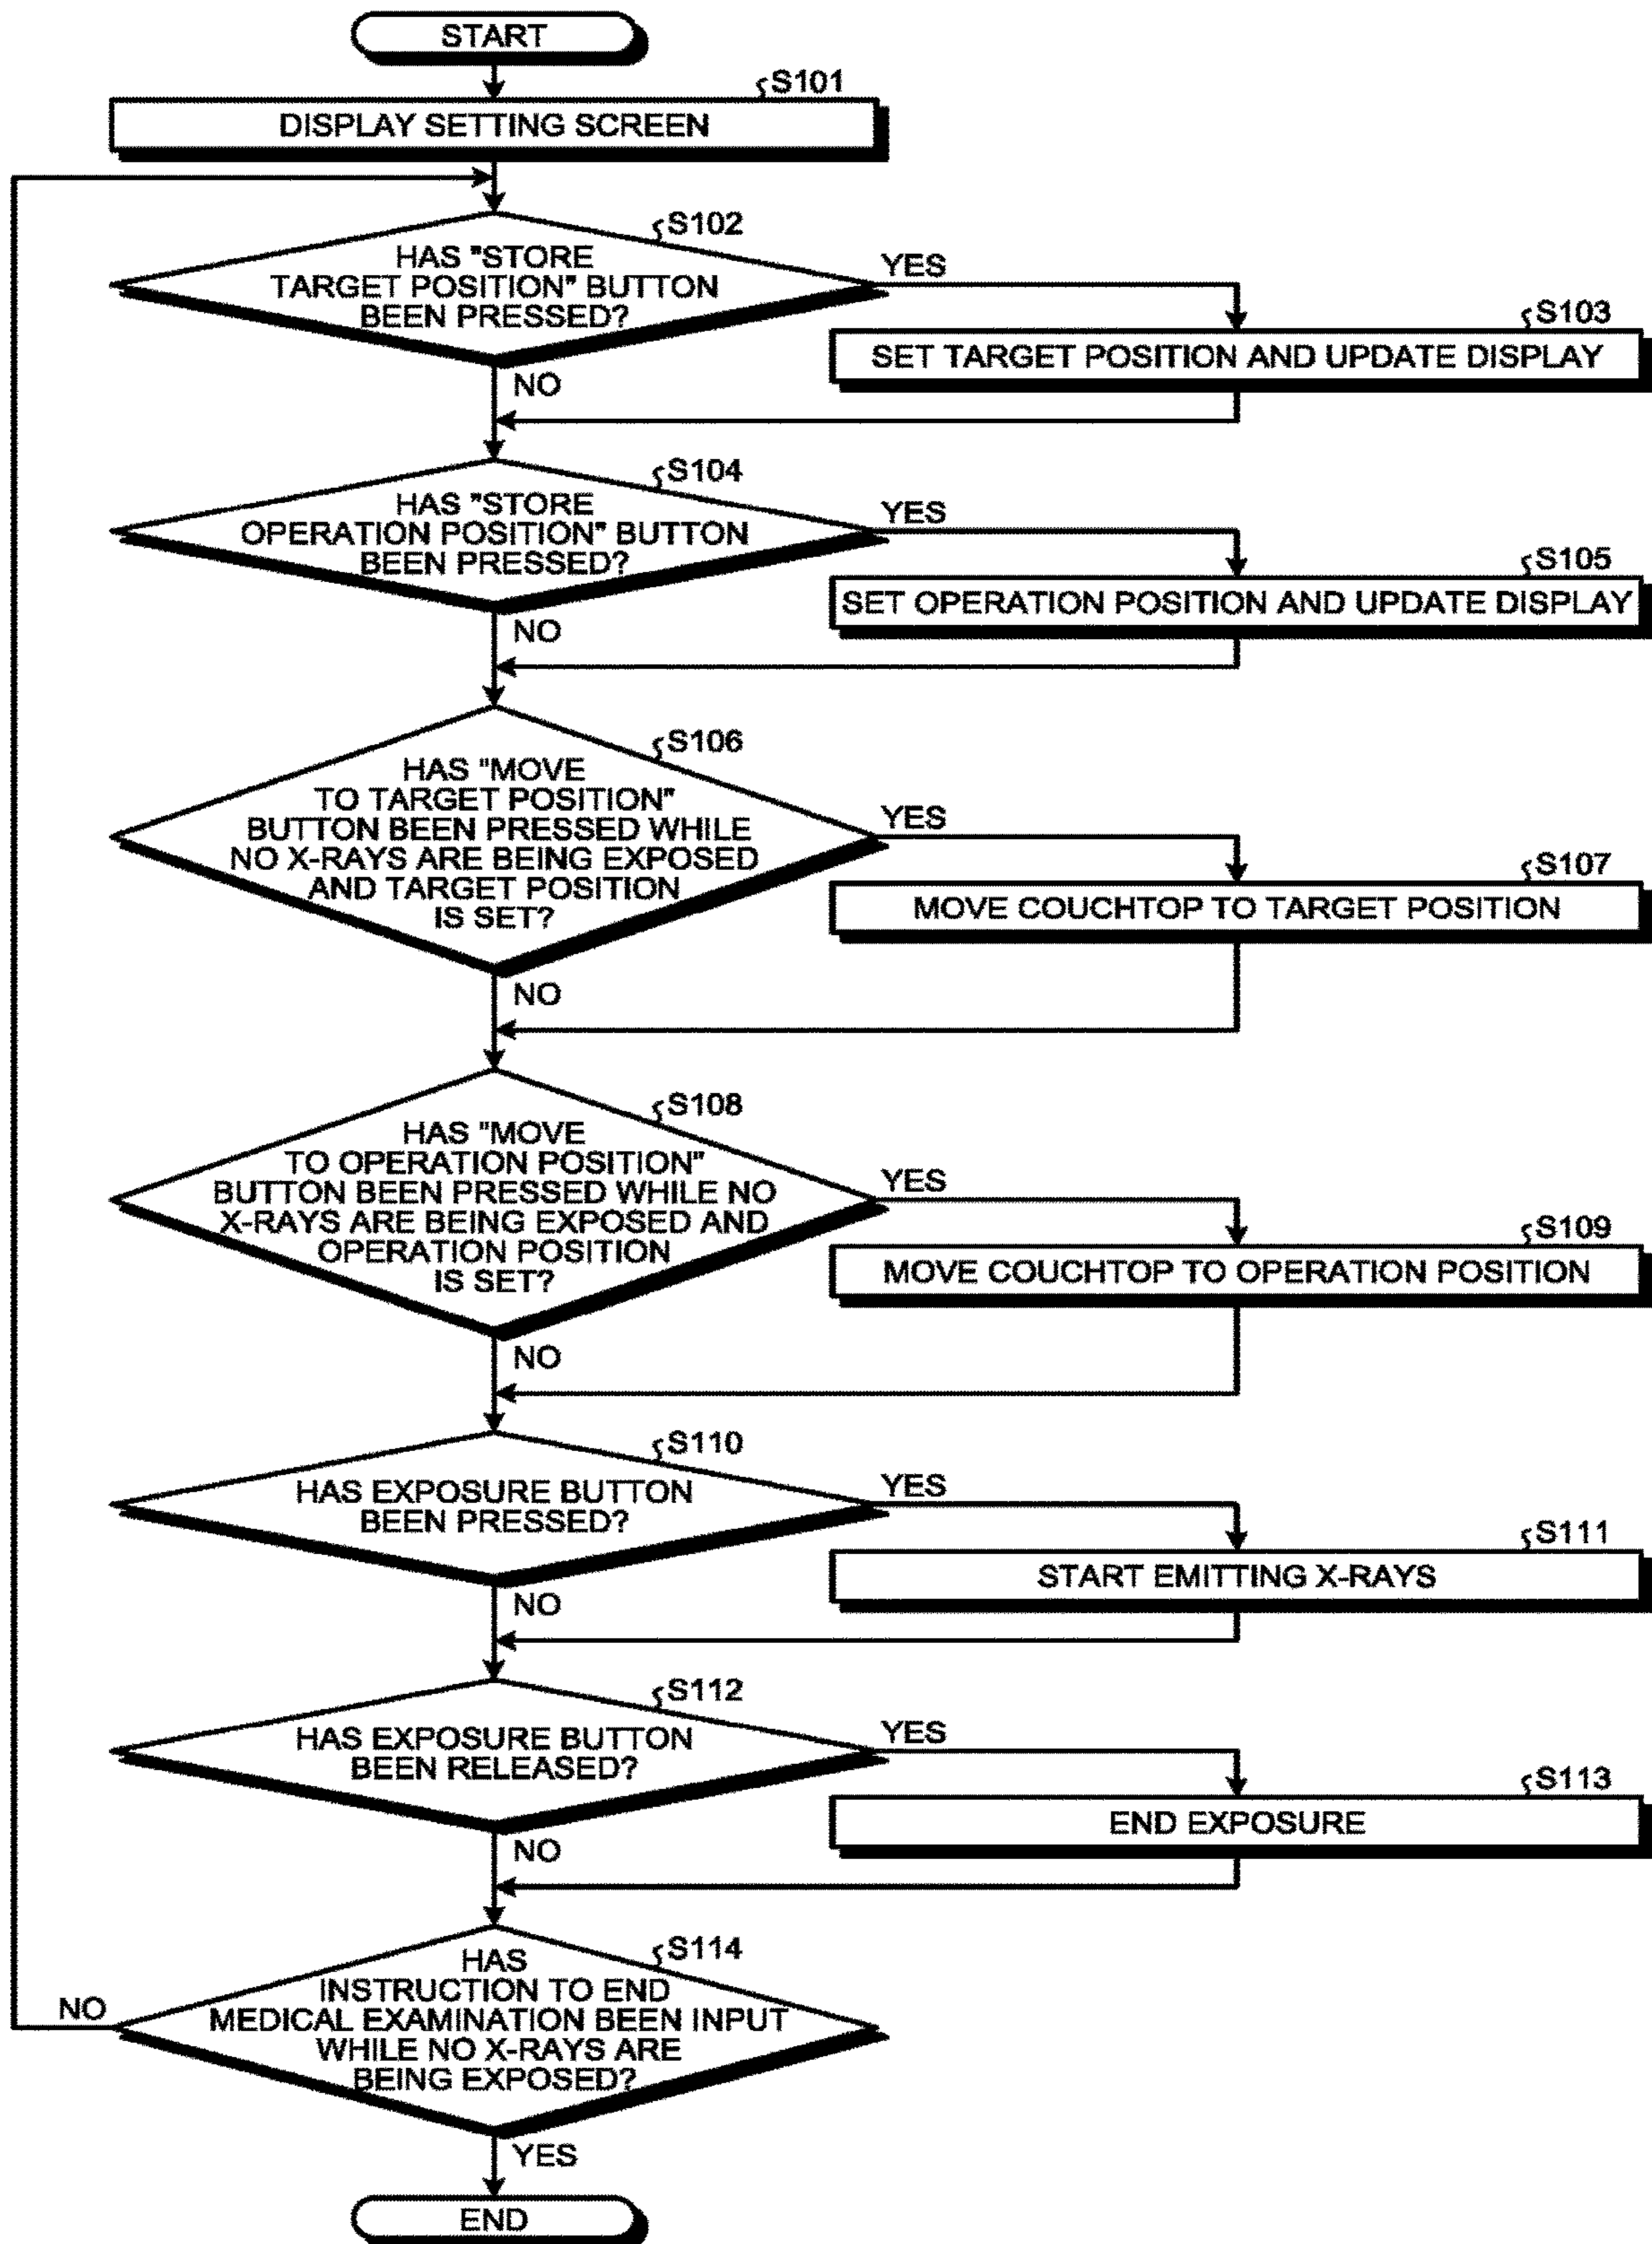 START
S101
DISPLAY SETTING SCREEN
S102
HAS "STORE
TARGET POSITION" BUTTON
BEEN PRESSED?
YES
S103
SET TARGET POSITION AND UPDATE DISPLAY
NO
S104
HAS "STORE
OPERATION POSITION" BUTTON
BEEN PRESSED?
YES
S105
SET OPERATION POSITION AND UPDATE DISPLAY
NO
S106
HAS "MOVE
TO TARGET POSITION"
BUTTON BEEN PRESSED WHILE
NO X-RAYS ARE BEING EXPOSED
AND TARGET POSITION
IS SET?
YES
S107
MOVE COUCHTOP TO TARGET POSITION
NO
S108
HAS "MOVE
TO OPERATION POSITION"
BUTTON BEEN PRESSED WHILE NO
X-RAYS ARE BEING EXPOSED AND
OPERATION POSITION
IS SET?
YES
S109
MOVE COUCHTOP TO OPERATION POSITION
NO
S110
HAS EXPOSURE BUTTON
BEEN PRESSED?
YES
S111
START EMITTING X-RAYS
NO
S112
HAS EXPOSURE BUTTON
BEEN RELEASED?
YES
S113
END EXPOSURE
NO
S114
HAS
INSTRUCTION TO END
MEDICAL EXAMINATION BEEN INPUT
WHILE NO X-RAYS ARE
BEING EXPOSED?
NO
YES
END